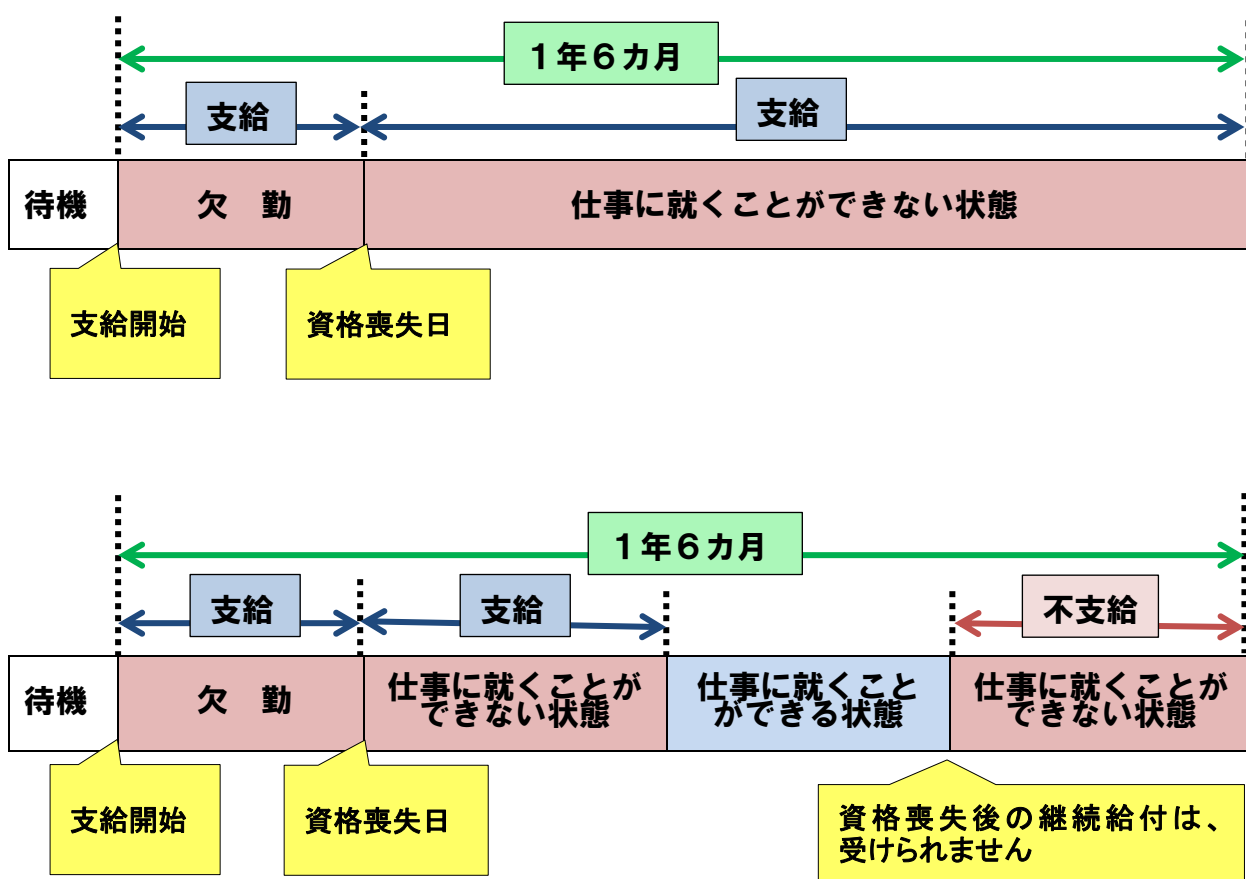 1年6カ月
支給
支給
待機
欠 勤
仕事に就くことができない状態
支給開始
資格喪失日
1年6カ月
支給
支給
不支給
待機
欠 勤
仕事に就くことが
できない状態
仕事に就くこと
ができる状態
仕事に就くことが
できない状態
支給開始
資格喪失日
資格喪失後の継続給付は、
受けられません